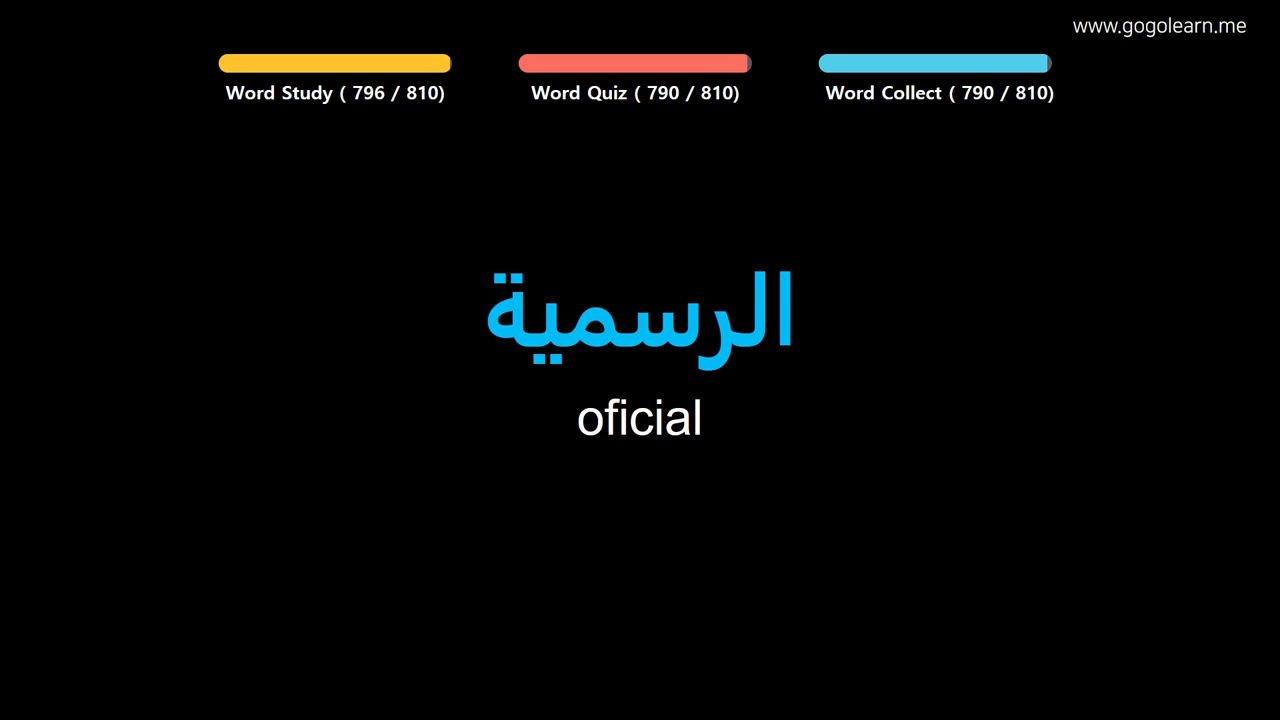 www.gogolearn.me
Word Study ( 796 / 810)
Word Quiz ( 790 / 810)
Word Collect ( 790 / 810)
الرسمية
oficial